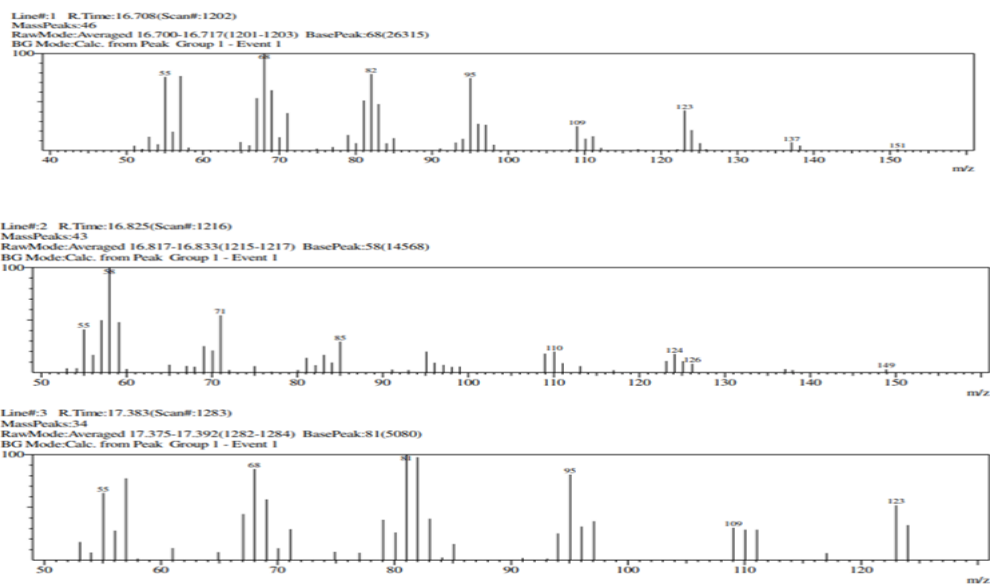 Line#:1 R.Time:16.708(Scan#:1202)
MassPeaks:46
RawMode:Averaged 16.700-16.717(1201-1203) BasePeak:68(26315)
BG Mode:Calc. from Peak Group 1 - Event 1
100
55 68 82 95 109 123 137 151
40 50 60 70 80 90 100 110 120 130 140 150
m/z
Line#:2 R.Time:16.825(Scan#:1216)
MassPeaks:43
RawMode:Averaged 16.817-16.833(1215-1217) BasePeak:58(14568)
BG Mode:Calc. from Peak Group 1 - Event 1
100
55 58 71 85 110 124 126 149
50 60 70 80 90 100 110 120 130 140 150
m/z
Line#:3 R.Time:17.383(Scan#:1283)
MassPeaks:34
RawMode:Averaged 17.375-17.392(1282-1284) BasePeak:81(5080)
BG Mode:Calc. from Peak Group 1 - Event 1
100
55 68 81 95 109 123
50 60 70 80 90 100 110 120
m/z